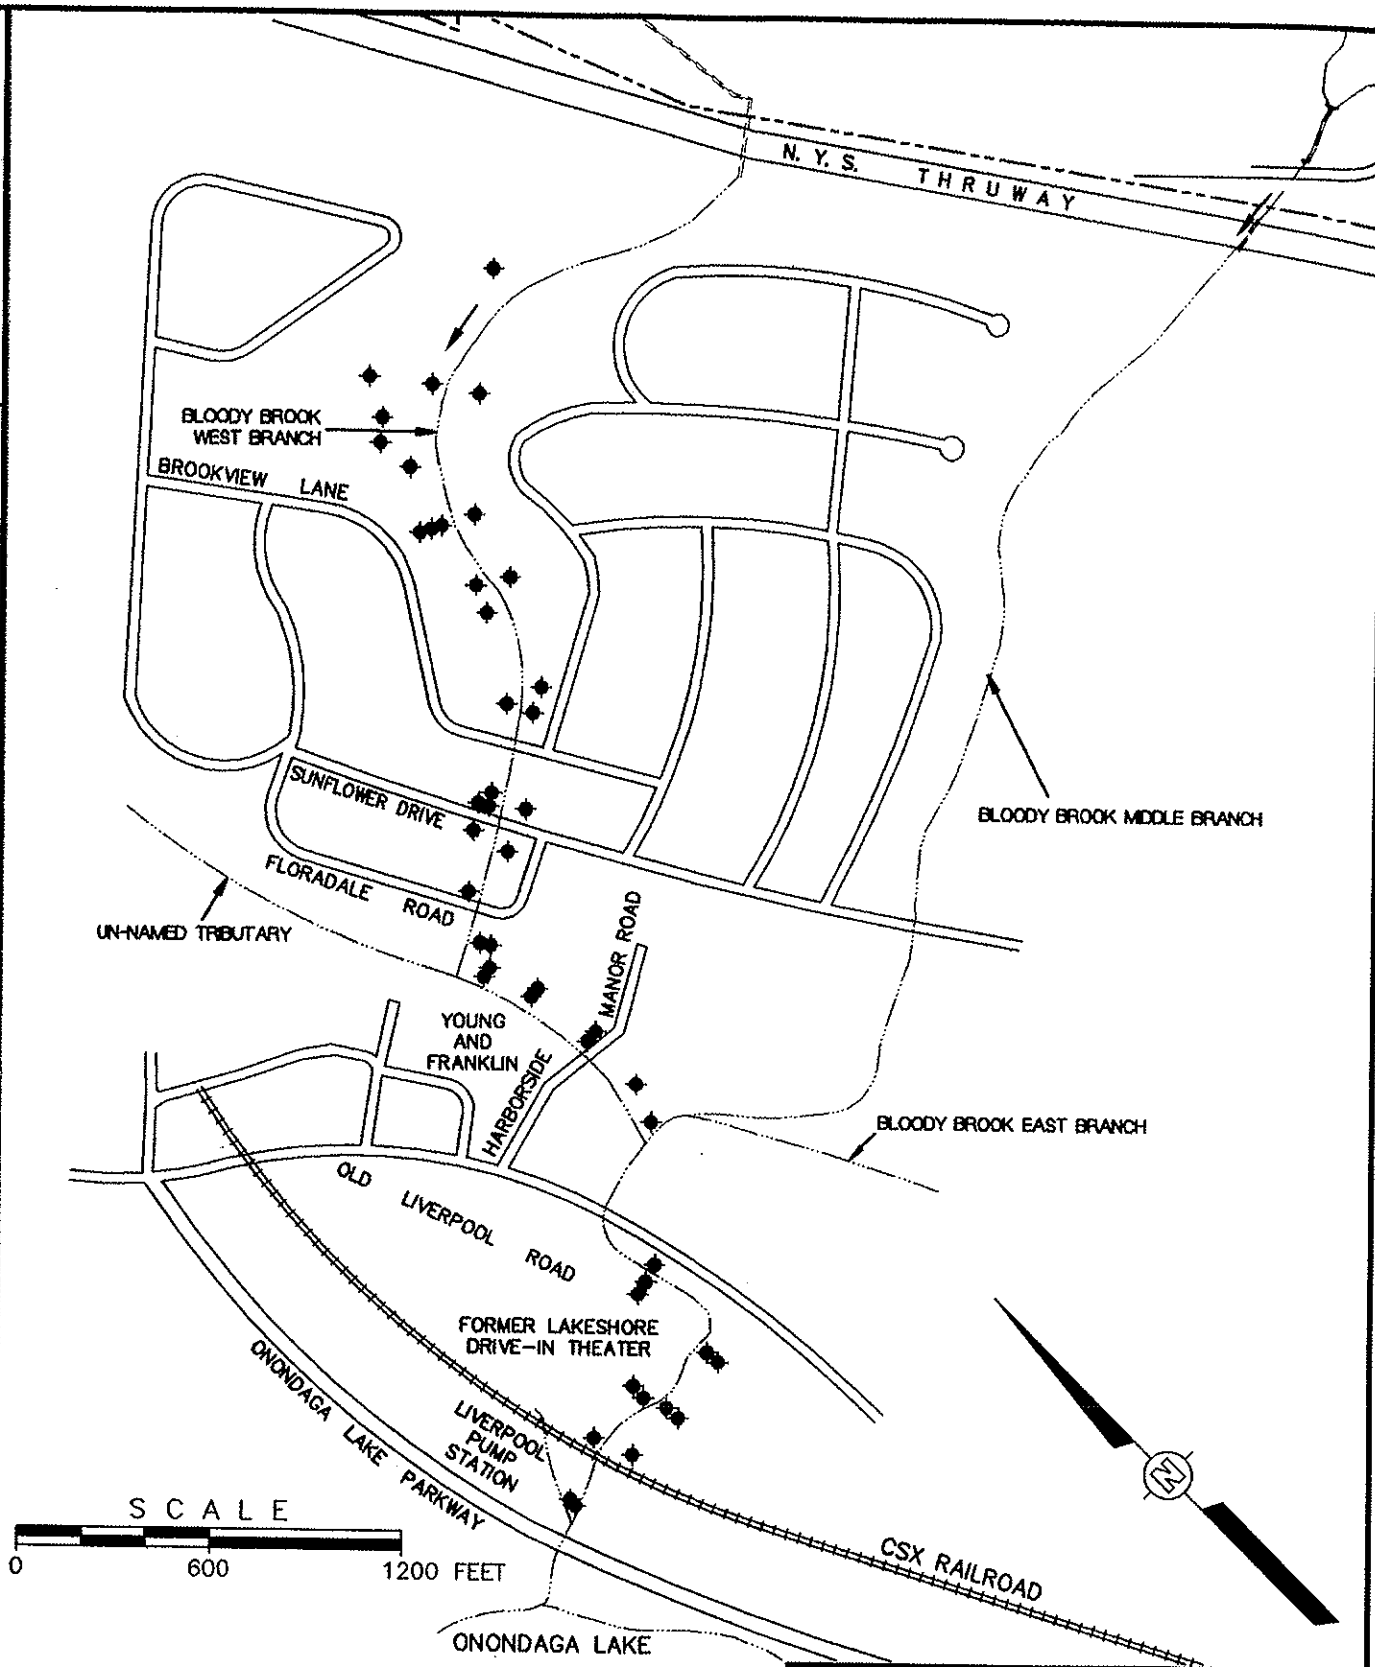 N. Y. S. THRUWAY
BLOODY BROOK
WEST BRANCH
BROOKVIEW LANE
BLOODY BROOK MIDDLE BRANCH
SUNFLOWER DRIVE
FLORADALE ROAD
UN-NAMED TRIBUTARY
HARBORSIDE MANOR ROAD
YOUNG
AND
FRANKLIN
BLOODY BROOK EAST BRANCH
OLD LIVERPOOL ROAD
FORMER LAKESHORE
DRIVE-IN THEATER
LIVERPOOL
PUMP
STATION
ONONDAGA LAKE PARKWAY
N
SCALE
0 600 1200 FEET
CSX RAILROAD
ONONDAGA LAKE